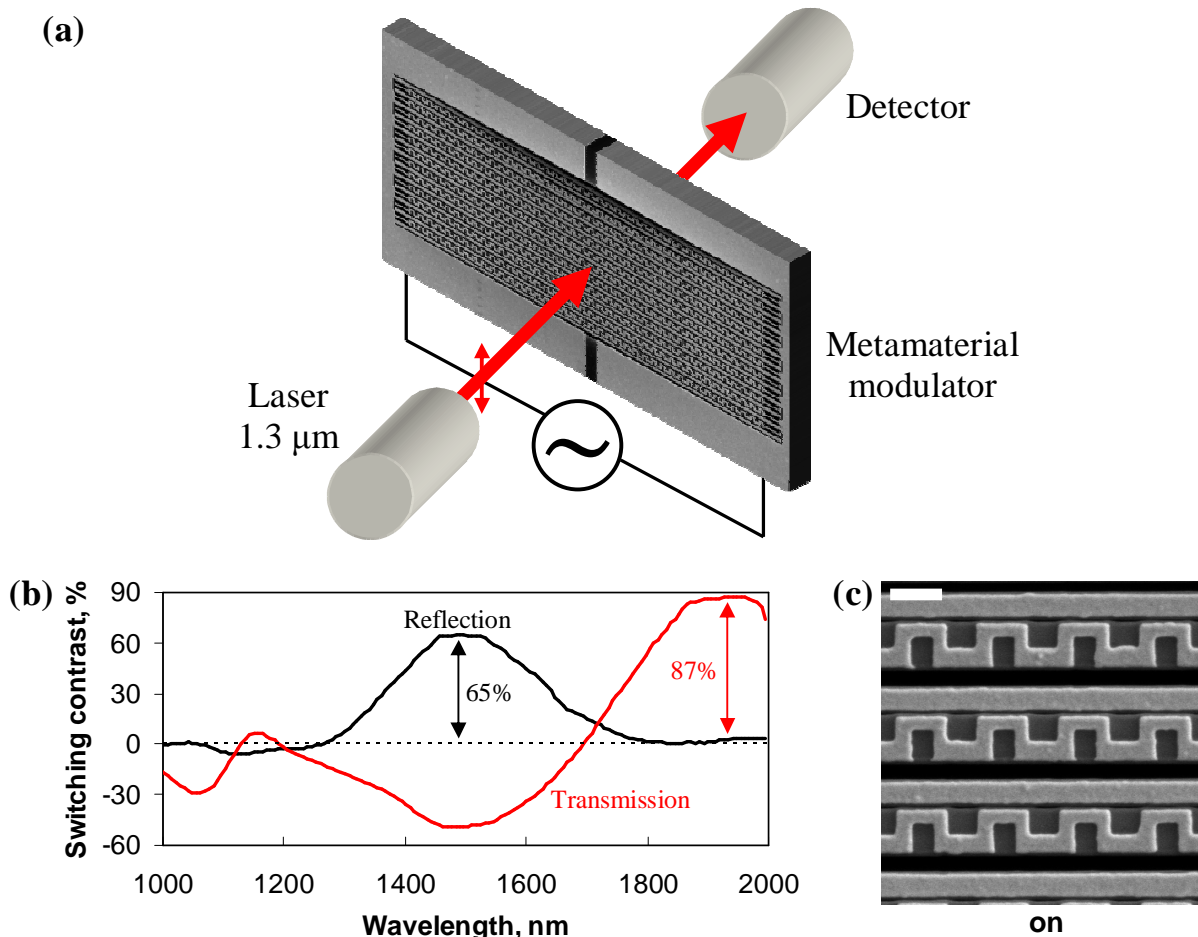 (a)
Detector
Metamaterial
modulator
Laser
1.3 µm
(b)
Switching contrast, %
90
60
30
0
-30
-60
Reflection
65%
87%
Transmission
1000
1200
1400
1600
1800
2000
Wavelength, nm
(c)
on